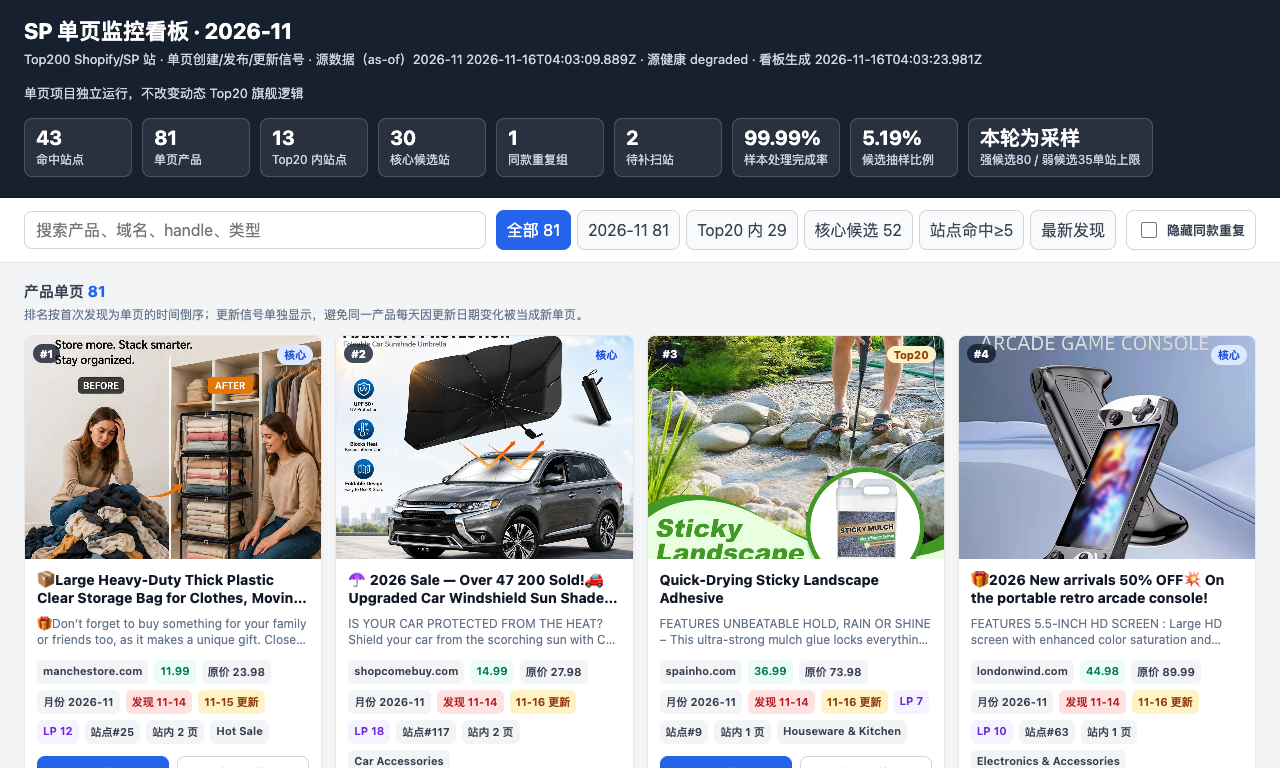 SP 单页监控看板 · 2026-11
Top200 Shopify/SP 站 · 单页创建/发布/更新信号 · 源数据（as-of）2026-11 2026-11-16T04:03:09.889Z · 源健康 degraded · 看板生成 2026-11-16T04:03:23.981Z
单页项目独立运行，不改变动态 Top20 旗舰逻辑
43
命中站点
81
单页产品
13
Top20 内站点
30
核心候选站
1
同款重复组
2
待补扫站
99.99%
样本处理完成率
5.19%
候选抽样比例
本轮为采样
强候选80 / 弱候选35单站上限
搜索产品、域名、handle、类型
全部 81
2026-11 81
Top20 内 29
核心候选 52
站点命中≥5
最新发现
隐藏同款重复
产品单页 81
排名按首次发现为单页的时间倒序；更新信号单独显示，避免同一产品每天因更新日期变化被当成新单页。
#1
核心
Store more. Stack smarter.
Stay organized.
BEFORE
AFTER
📦Large Heavy-Duty Thick Plastic
Clear Storage Bag for Clothes, Movin...
🎁Don’t forget to buy something for your family
or friends too, as it makes a unique gift. Close...
manchestore.com
11.99
原价 23.98
月份 2026-11
发现 11-14
11-15 更新
LP 12
站点#25
站内 2 页
Hot Sale
#2
核心
Car Sunshade Umbrella
UPF 50+
UV Protection
Blocks Heat
Foldable Design
☂️ 2026 Sale — Over 47 200 Sold!🚗
Upgraded Car Windshield Sun Shade...
IS YOUR CAR PROTECTED FROM THE HEAT?
Shield your car from the scorching sun with C...
shopcomebuy.com
14.99
原价 27.98
月份 2026-11
发现 11-14
11-16 更新
LP 18
站点#117
站内 2 页
Car Accessories
#3
Top20
Sticky
Landscape
STICKY MULCH
Quick-Drying Sticky Landscape
Adhesive
FEATURES UNBEATABLE HOLD, RAIN OR SHINE
– This ultra-strong mulch glue locks everythin...
spainho.com
36.99
原价 73.98
月份 2026-11
发现 11-14
11-16 更新
LP 7
站点#9
站内 1 页
Houseware & Kitchen
#4
核心
ARCADE GAME CONSOLE
🎁2026 New arrivals 50% OFF💥 On
the portable retro arcade console!
FEATURES 5.5-INCH HD SCREEN : Large HD
screen with enhanced color saturation and...
londonwind.com
44.98
原价 89.99
月份 2026-11
发现 11-14
11-16 更新
LP 10
站点#63
站内 1 页
Electronics & Accessories